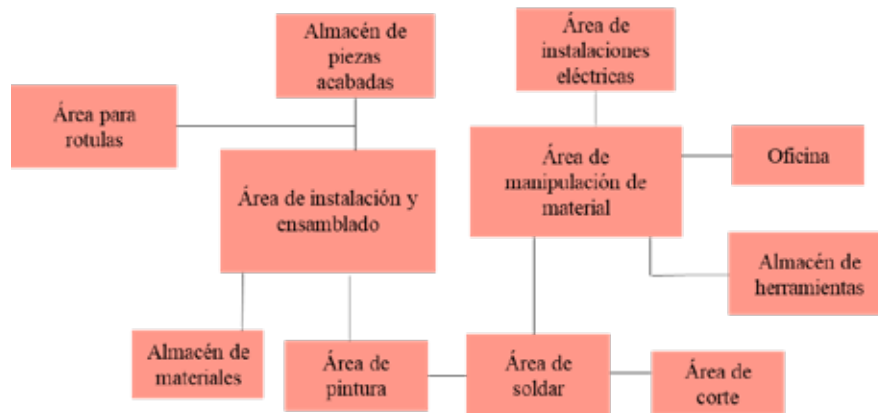 Almacén de
piezas
acabadas
Área de
instalaciones
eléctricas
Área para
rotulas
Área de instalación y
ensamblado
Área de
manipulación de
material
Oficina
Almacén de
herramientas
Almacén de
materiales
Área de
pintura
Área de
soldar
Área de
corte